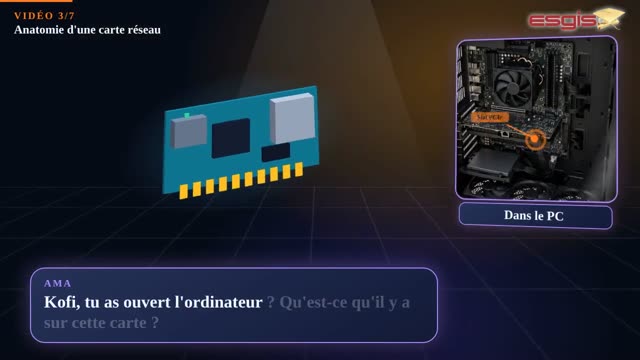 VIDÉO 3/7
Anatomie d'une carte réseau
esgis
Dans le PC
AMA
Kofi, tu as ouvert l'ordinateur ? Qu'est-ce qu'il y a
sur cette carte ?